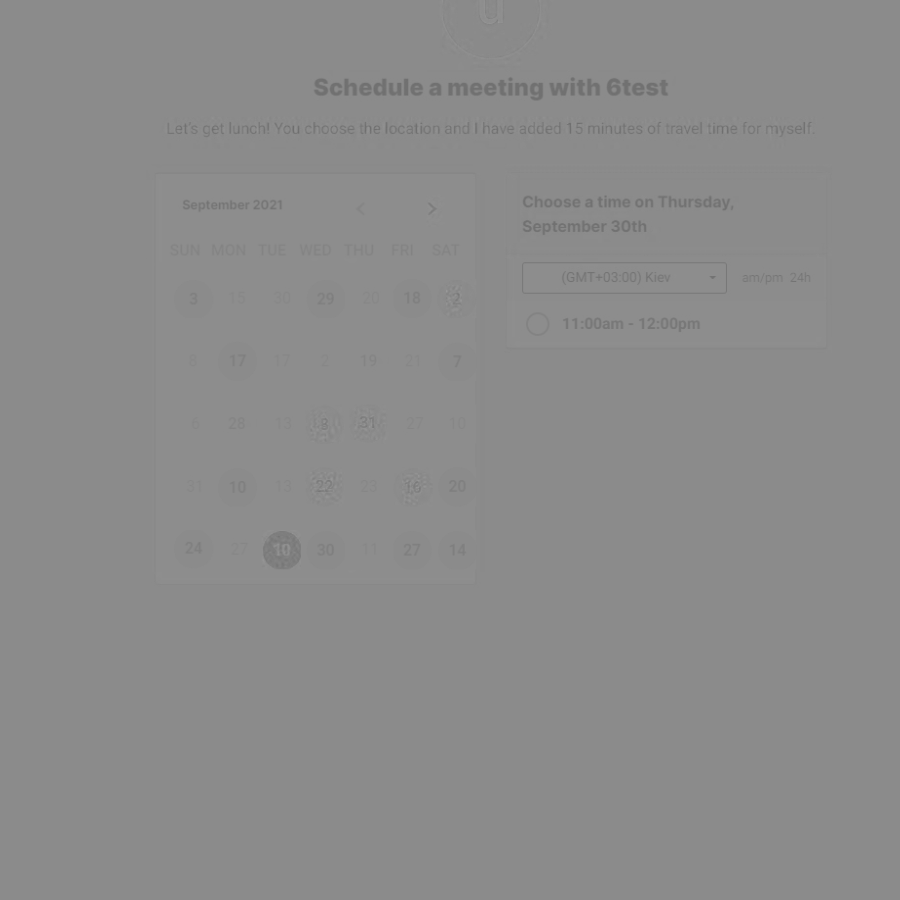 u
Schedule a meeting with 6test
Let's get lunch! You choose the location and I have added 15 minutes of travel time for myself.
September 2021
SUN MON TUE WED THU FRI SAT
3 15 30 29 20 18 2
6 17 17 2 19 21 7
6 28 13 8 31 27 10
31 10 13 22 25 16 20
24 27 10 30 11 27 14
Choose a time on Thursday,
September 30th
(GMT+03:00) Kiev am/pm 24h
11:00am - 12:00pm